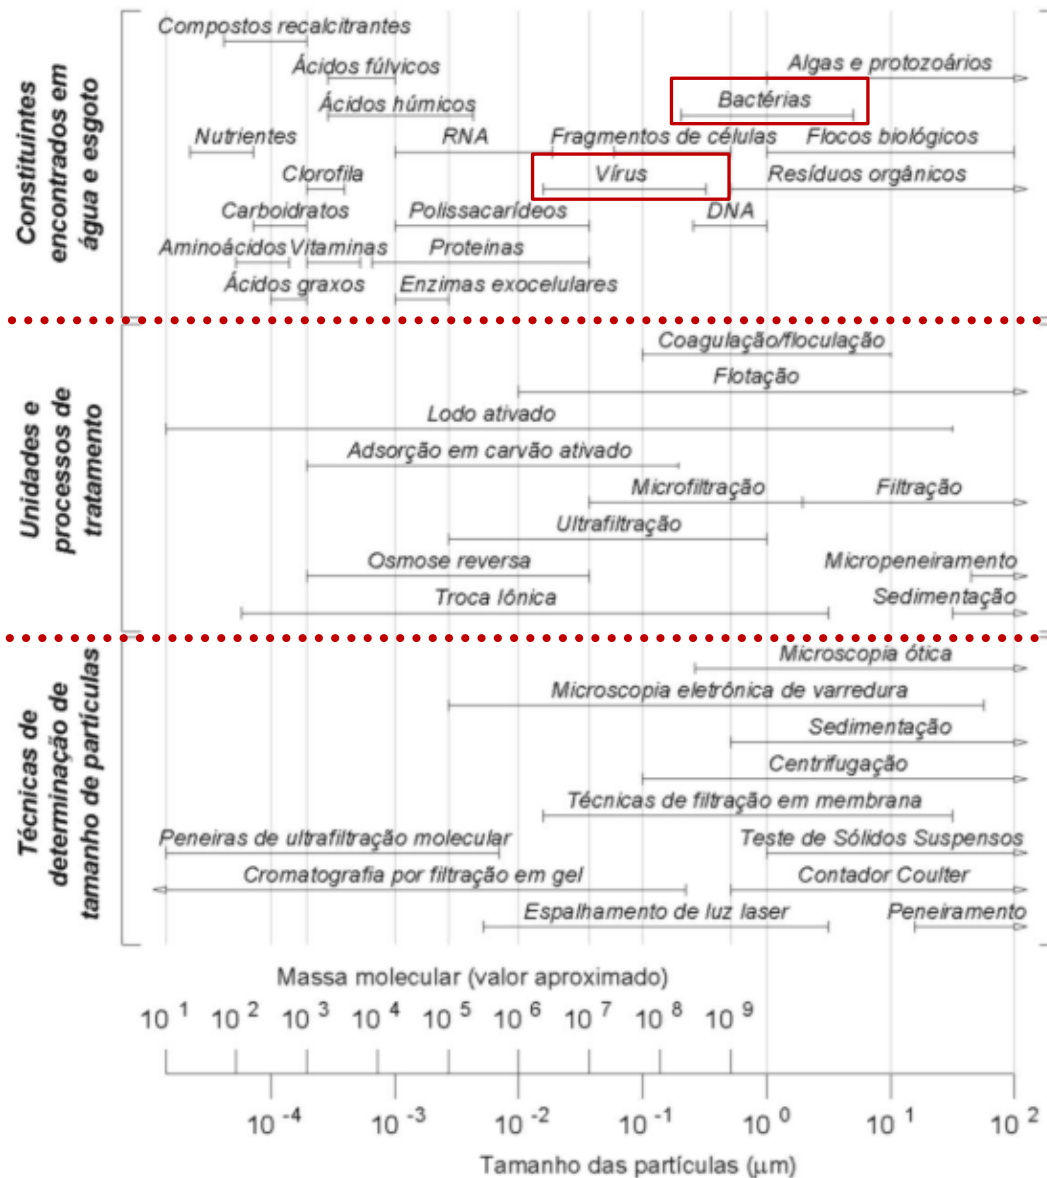 Constituintes
encontrados em
água e esgoto
Compostos recalcitrantes
Ácidos fúlvicos
Algas e protozoários
Ácidos húmicos
Bactérias
Nutrientes
RNA
Fragmentos de células
Flocos biológicos
Clorofila
Vírus
Resíduos orgânicos
Carboidratos
Polissacarídeos
DNA
Aminoácidos
Vitaminas
Proteinas
Ácidos graxos
Enzimas exocelulares
Unidades e
processos de
tratamento
Coagulação/floculação
Flotação
Lodo ativado
Adsorção em carvão ativado
Microfiltração
Filtração
Ultrafiltração
Osmose reversa
Micropeneiramento
Troca Iônica
Sedimentação
Técnicas de
determinação de
tamanho de partículas
Microscopia ótica
Microscopia eletrônica de varredura
Sedimentação
Centrifugação
Técnicas de filtração em membrana
Peneiras de ultrafiltração molecular
Teste de Sólidos Suspensos
Cromatografia por filtração em gel
Contador Coulter
Espalhamento de luz laser
Peneiramento
Massa molecular (valor aproximado)
10 1 10 2 10 3 10 4 10 5 10 6 10 7 10 8 10 9
10 -4 10 -3 10 -2 10 -1 10 0 10 1 10 2
Tamanho das partículas (μm)